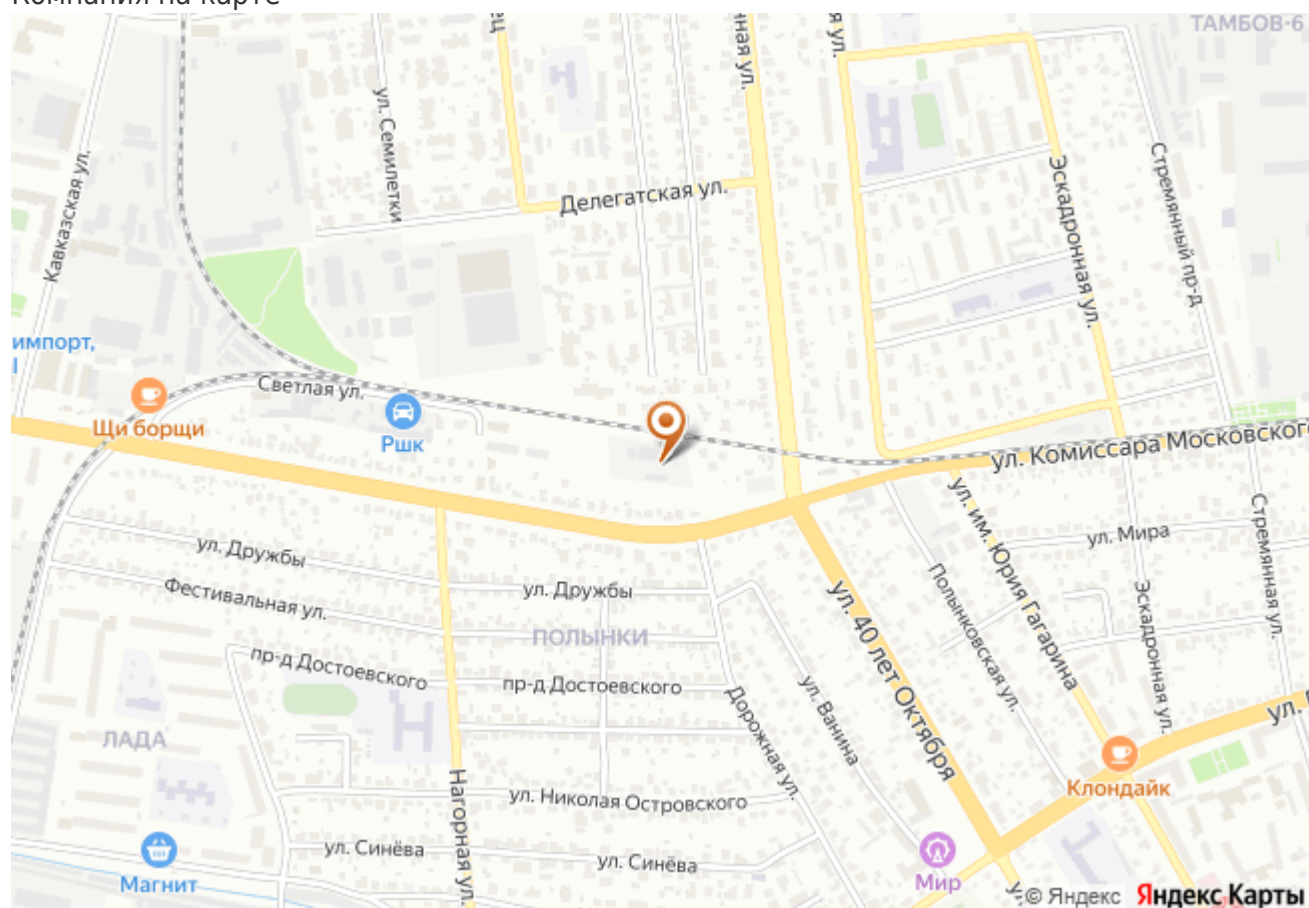 Компания на карте
ТАМБОВ-6
Кавказская ул.
ул. Семилетки
Делегатская ул.
Эскадронная ул.
Стремянный пр-д
импорт,
Светлая ул.
Щи борщи
Ршк
ул. Комиссара Московского
ул. им. Юрия Гагарина
ул. Мира
Стремянная ул.
ул. Дружбы
ул. Дружбы
Фестивальная ул.
ПОЛЫНКИ
пр-д Достоевского
пр-д Достоевского
ул. 40 лет Октября
Полынковская ул.
Эскадронная ул.
Дорожная ул.
ул. Ванина
ЛАДА
Нагорная ул.
ул. Николая Островского
Клондайк
ул. Синёва
ул. Синёва
Магнит
Мир
© Яндекс Яндекс Карты